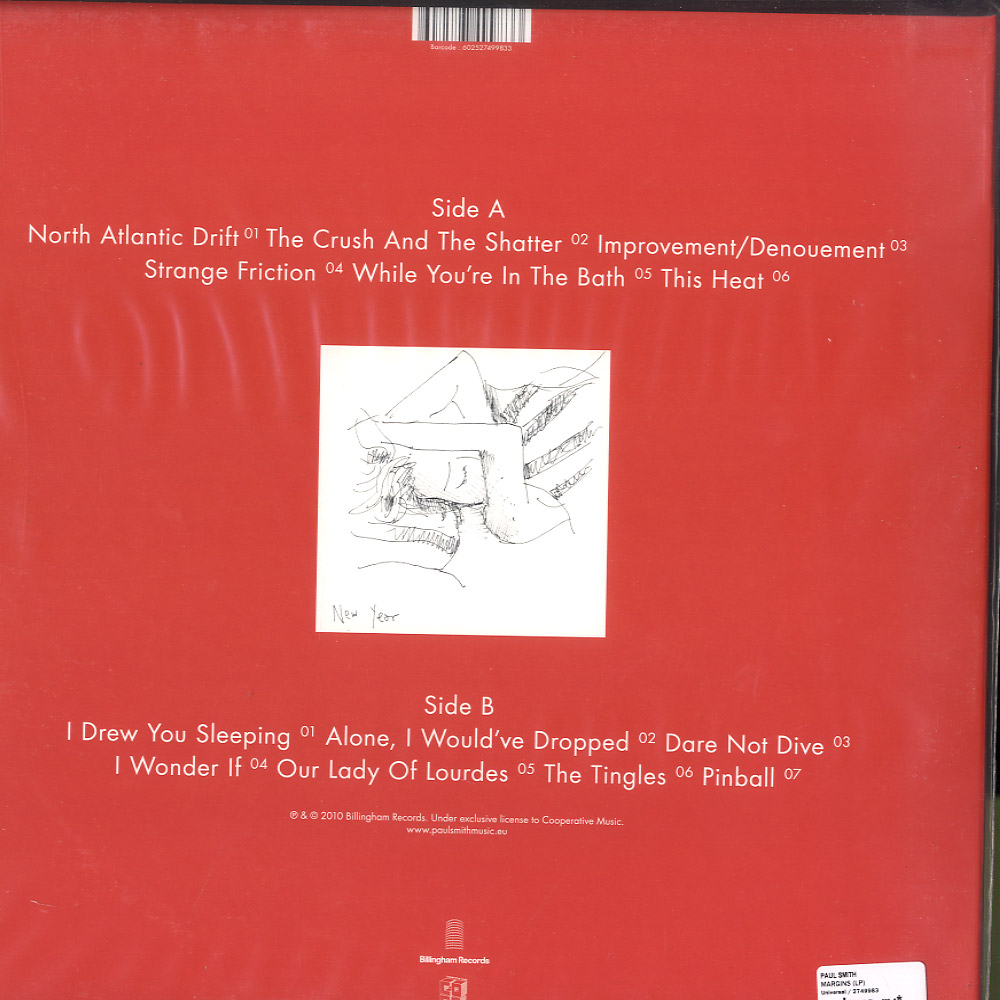 Barcode : 602527499833
Side A
North Atlantic Drift 01 The Crush And The Shatter 02 Improvement/Denouement 03
Strange Friction 04 While You're In The Bath 05 This Heat 06
New Year
Side B
I Drew You Sleeping 01 Alone, I Would've Dropped 02 Dare Not Dive 03
I Wonder If 04 Our Lady Of Lourdes 05 The Tingles 06 Pinball 07
℗ & © 2010 Billingham Records. Under exclusive license to Cooperative Music.
www.paulsmithmusic.eu
Billingham Records
PAUL SMITH
MARGINS (LP)
Universal / 2749983